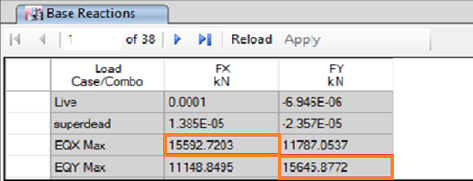 Base Reactions
1 of 38 Reload Apply
Load Case/Combo FX kN FY kN
Live 0.0001 -6.945E-06
superdead 1.385E-05 -2.357E-05
EQX Max 15592.7203 11787.0537
EQY Max 11148.8495 15645.8772